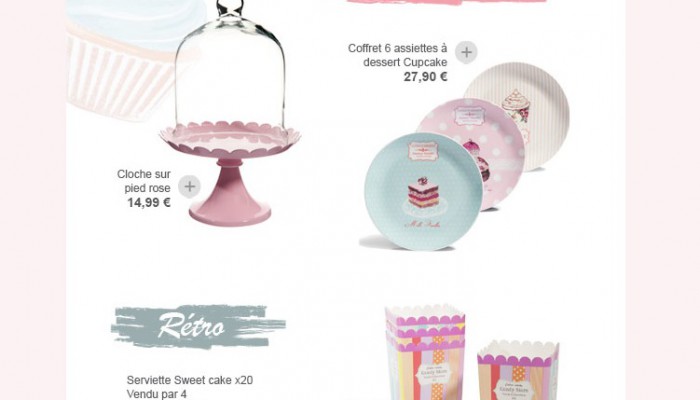 Coffret 6 assiettes à
dessert Cupcake
27,90 €
Cloche sur
pied rose
14,99 €
Rétro
Serviette Sweet cake x20
Vendu par 4